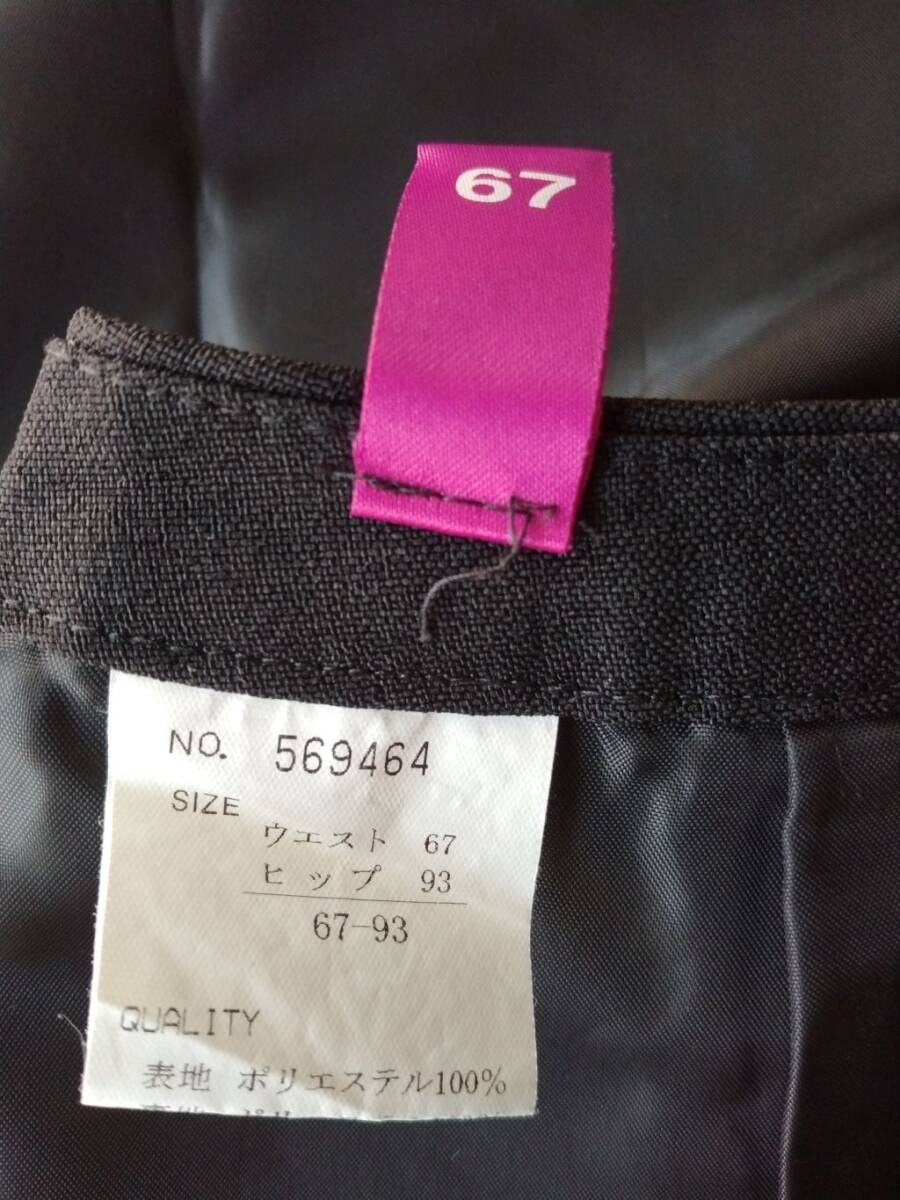 67
NO. 569464
SIZE
ウエスト 67
ヒップ 93
67-93
QUALITY
表地 ポリエステル100%